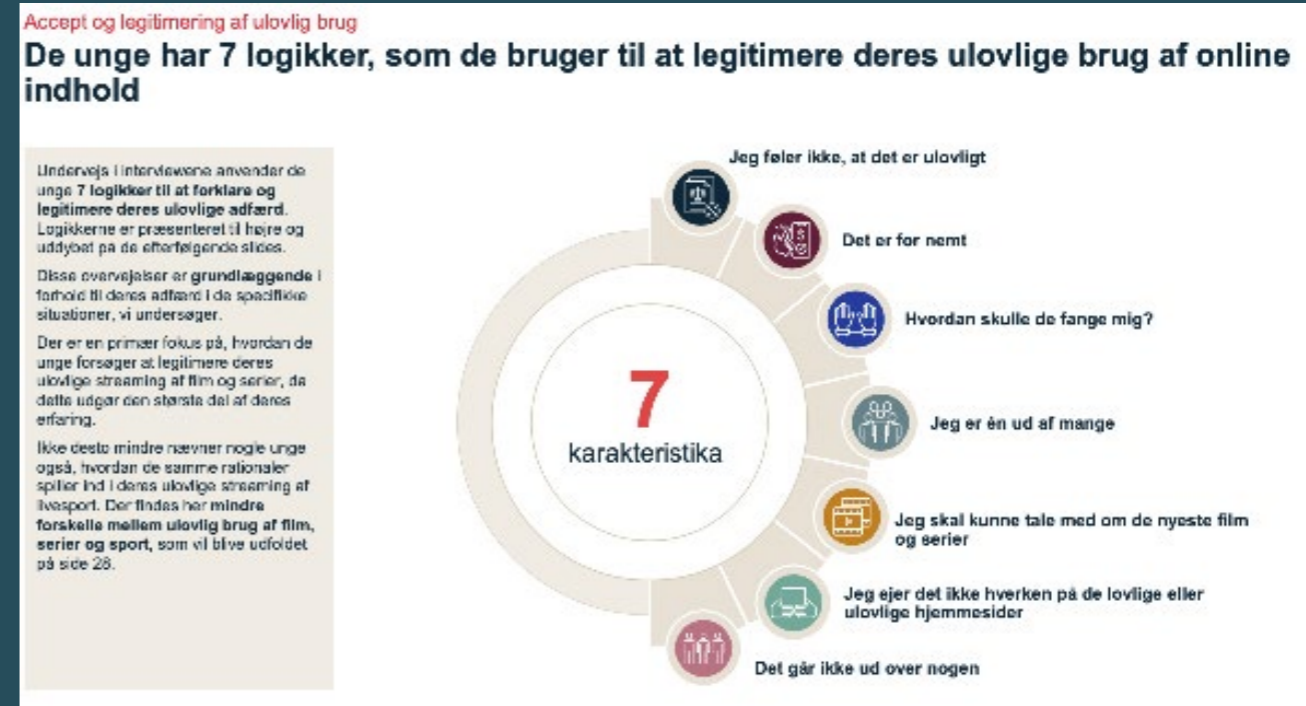 Accept og legitimering af ulovlig brug
De unge har 7 logikker, som de bruger til at legitimere deres ulovlige brug af online
indhold
Undervejs i interviewene anvender de
unge 7 logikker til at forklare og
legitimere deres ulovlige adfærd.
Logikkerne er præsenteret til højre og
uddybet på de efterfølgende slides.
Disse overvejelser er grundlæggende i
forhold til deres adfærd i de specifikke
situationer, vi undersøger.
Der er en primær fokus på, hvordan de
unge forsøger at legitimere deres
ulovlige streaming af film og serier, da
dette udgør den største del af deres
erfaring.
Ikke desto mindre nævner nogle unge
også, hvordan de samme rationaler
spiller ind i deres ulovlige streaming af
livesport. Der findes her mindre
forskelle mellem ulovlig brug af film,
serier og sport, som vil blive udfoldet
på side 28.
7
karakteristika
Jeg føler ikke, at det er ulovligt
Det er for nemt
Hvordan skulle de fange mig?
Jeg er én ud af mange
Jeg skal kunne tale med om de nyeste film
og serier
Jeg ejer det ikke hverken på de lovlige eller
ulovlige hjemmesider
Det går ikke ud over nogen